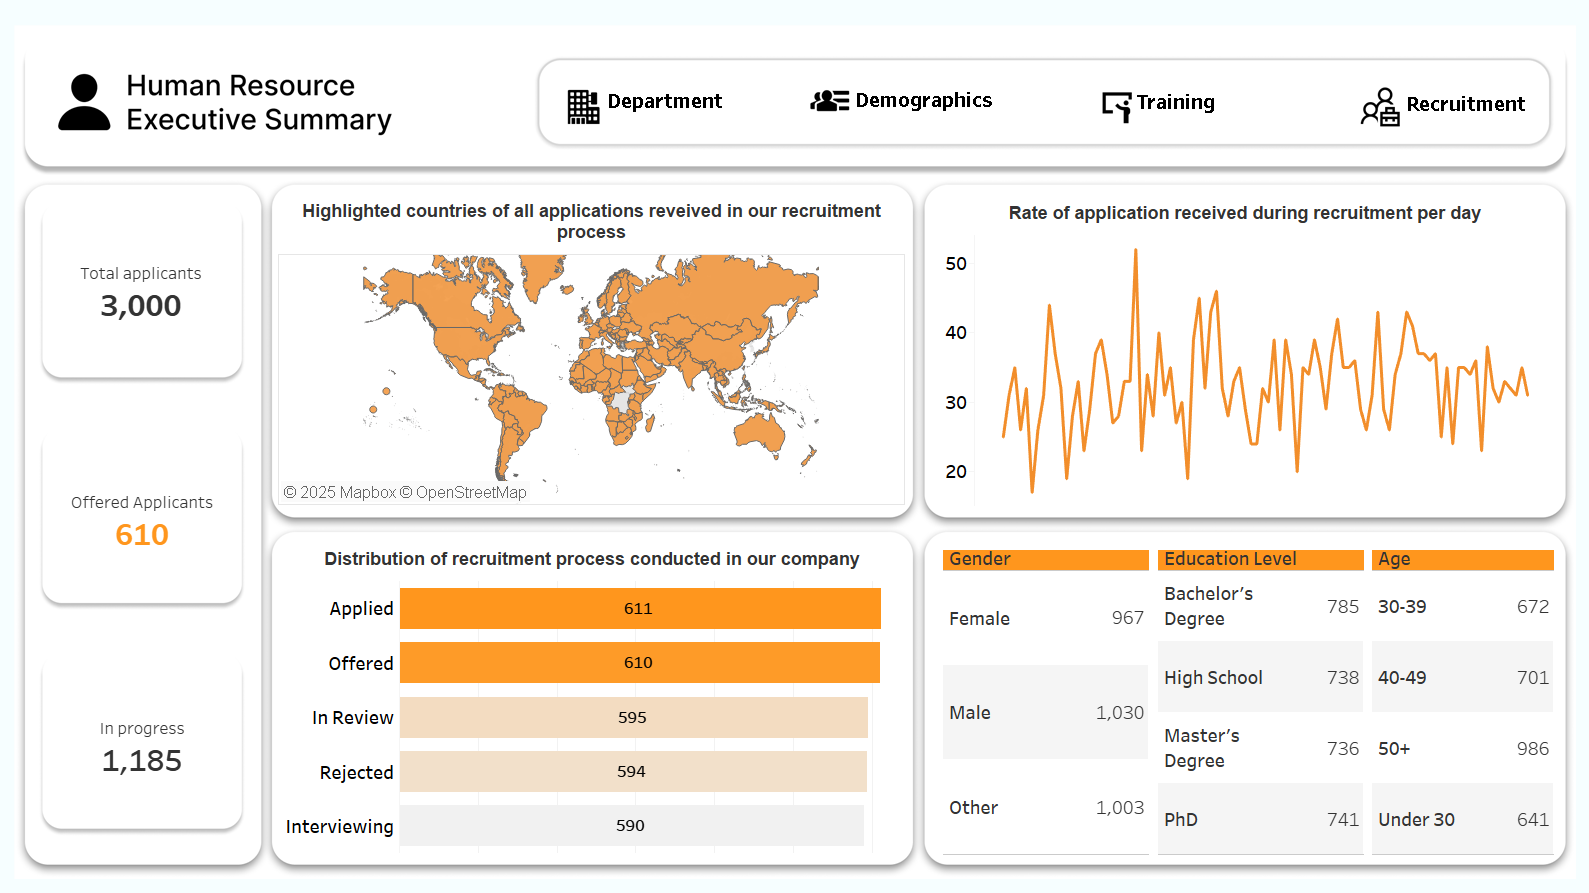 Human Resource
Executive Summary
Department
Demographics
Training
Recruitment
Total applicants
3,000
Offered Applicants
610
In progress
1,185
Highlighted countries of all applications reveived in our recruitment
process
© 2025 Mapbox © OpenStreetMap
Rate of application received during recruitment per day
50
40
30
20
Distribution of recruitment process conducted in our company
Applied 611
Offered 610
In Review 595
Rejected 594
Interviewing 590
Gender
Female 967
Male 1,030
Other 1,003
Education Level
Bachelor’s
Degree 785
High School 738
Master’s
Degree 736
PhD 741
Age
30-39 672
40-49 701
50+ 986
Under 30 641